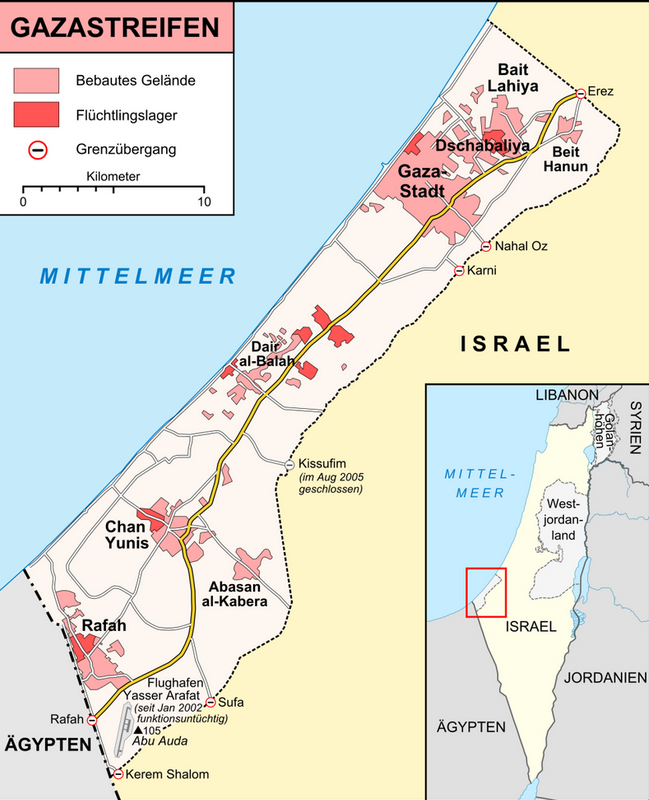 GAZASTREIFEN
Bebautes Gelände
Flüchtlingslager
Grenzübergang
Kilometer
0 10
Bait
Lahiya
Erez
Dschabaliya
Beit
Hanun
Gaza-
Stadt
Nahal Oz
Karni
MITTELMEER
ISRAEL
Dair
al-Balah
Kissufim
(im Aug 2005
geschlossen)
Chan
Yunis
Abasan
al-Kabera
Rafah
Flughafen
Yasser Arafat
(seit Jan 2002
funktionsuntüchtig)
105
Abu Auda
Sufa
Rafah
ÄGYPTEN
Kerem Shalom
LIBANON
SYRIEN
Golan-
höhen
MITTEL-
MEER
West-
jordan-
land
ISRAEL
JORDANIEN
ÄGYPTEN